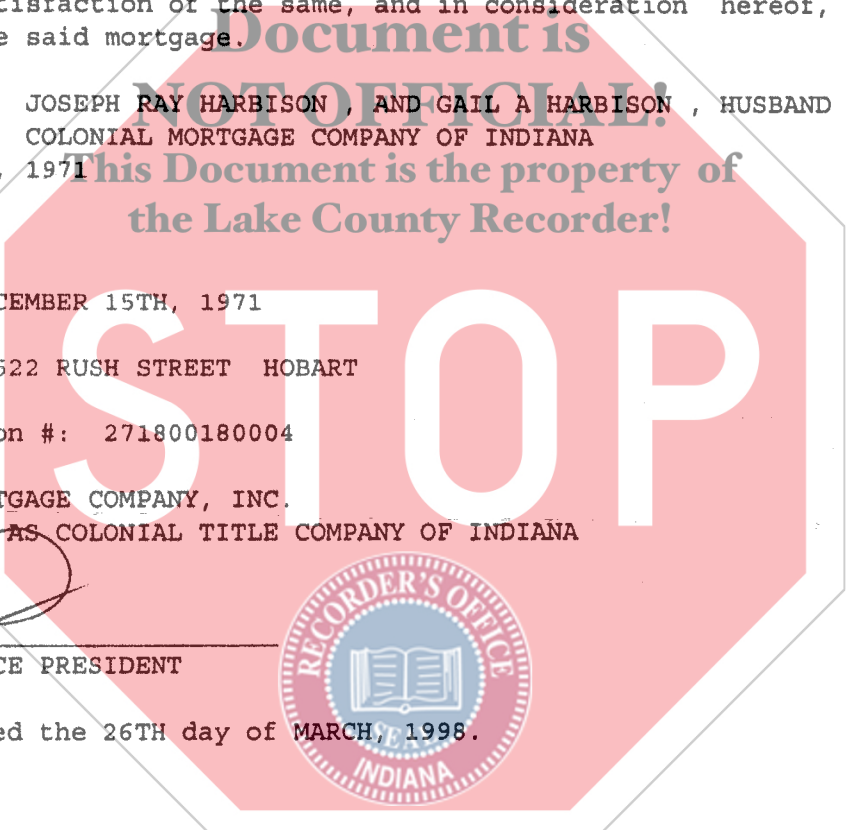 tisfaction of the same, and in consideration hereof,
e said mortgage.
Document is
NOT OFFICIAL!
JOSEPH RAY HARBISON , AND GAIL A HARBISON , HUSBAND
COLONIAL MORTGAGE COMPANY OF INDIANA
, 1971
This Document is the property of
the Lake County Recorder!
CEMBER 15TH, 1971
STOP
522 RUSH STREET HOBART
on #: 271800180004
TGAGE COMPANY, INC.
AS COLONIAL TITLE COMPANY OF INDIANA
RECORDER'S OFFICE
CE PRESIDENT
ed the 26TH day of MARCH, 1998.
SEAL
INDIANA